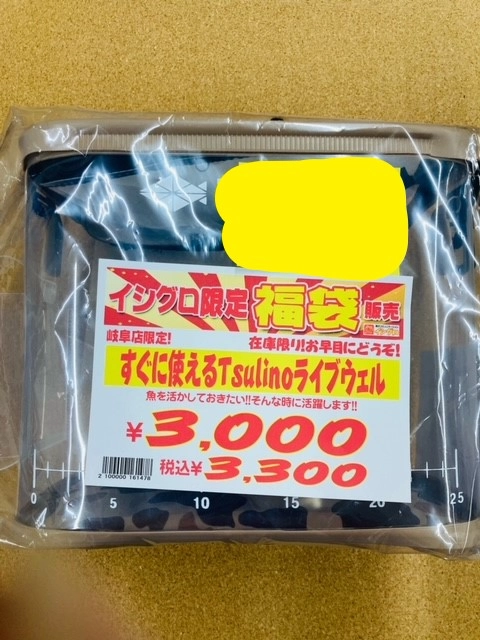 イシグロ限定 福袋 販売
岐阜店限定!
在庫限り!お早目にどうぞ!
すぐに使えるTsulinoライブウェル
魚を活かしておきたい!!そんな時に活躍します!!
¥3,000
税込¥3,300
2 100000 161478
0 5 10 15 20 25